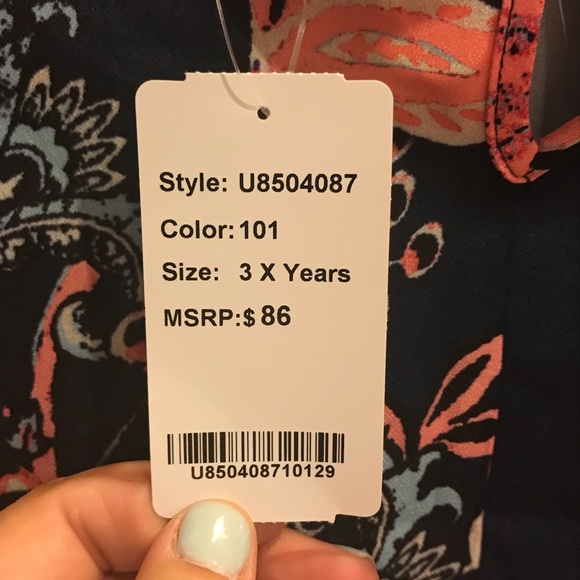 Style: U8504087
Color: 101
Size: 3 X Years
MSRP:$ 86
U850408710129